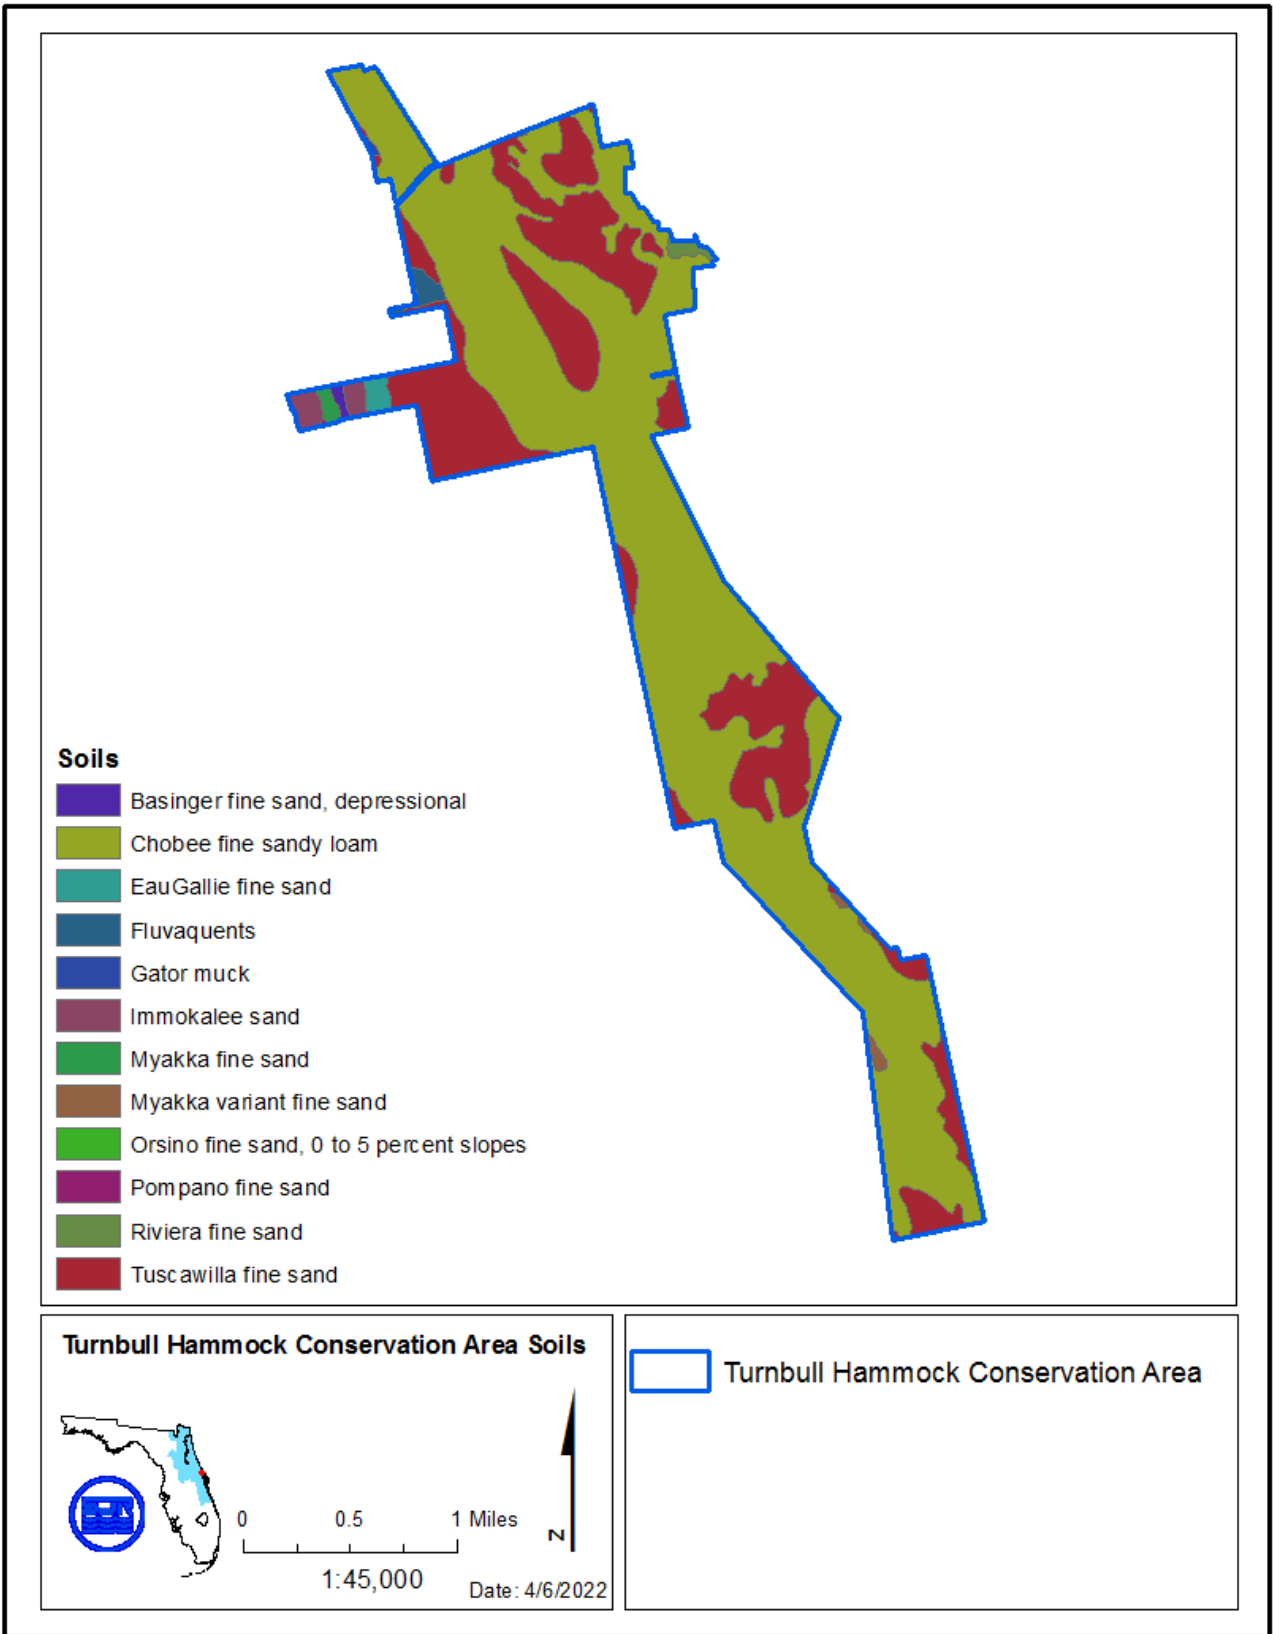 Soils
Basinger fine sand, depressional
Chobee fine sandy loam
EauGallie fine sand
Fluvaquents
Gator muck
Immokalee sand
Myakka fine sand
Myakka variant fine sand
Orsino fine sand, 0 to 5 percent slopes
Pompano fine sand
Riviera fine sand
Tuscawilla fine sand
Turnbull Hammock Conservation Area Soils
0 0.5 1 Miles
1:45,000
Z
Date: 4/6/2022
Turnbull Hammock Conservation Area